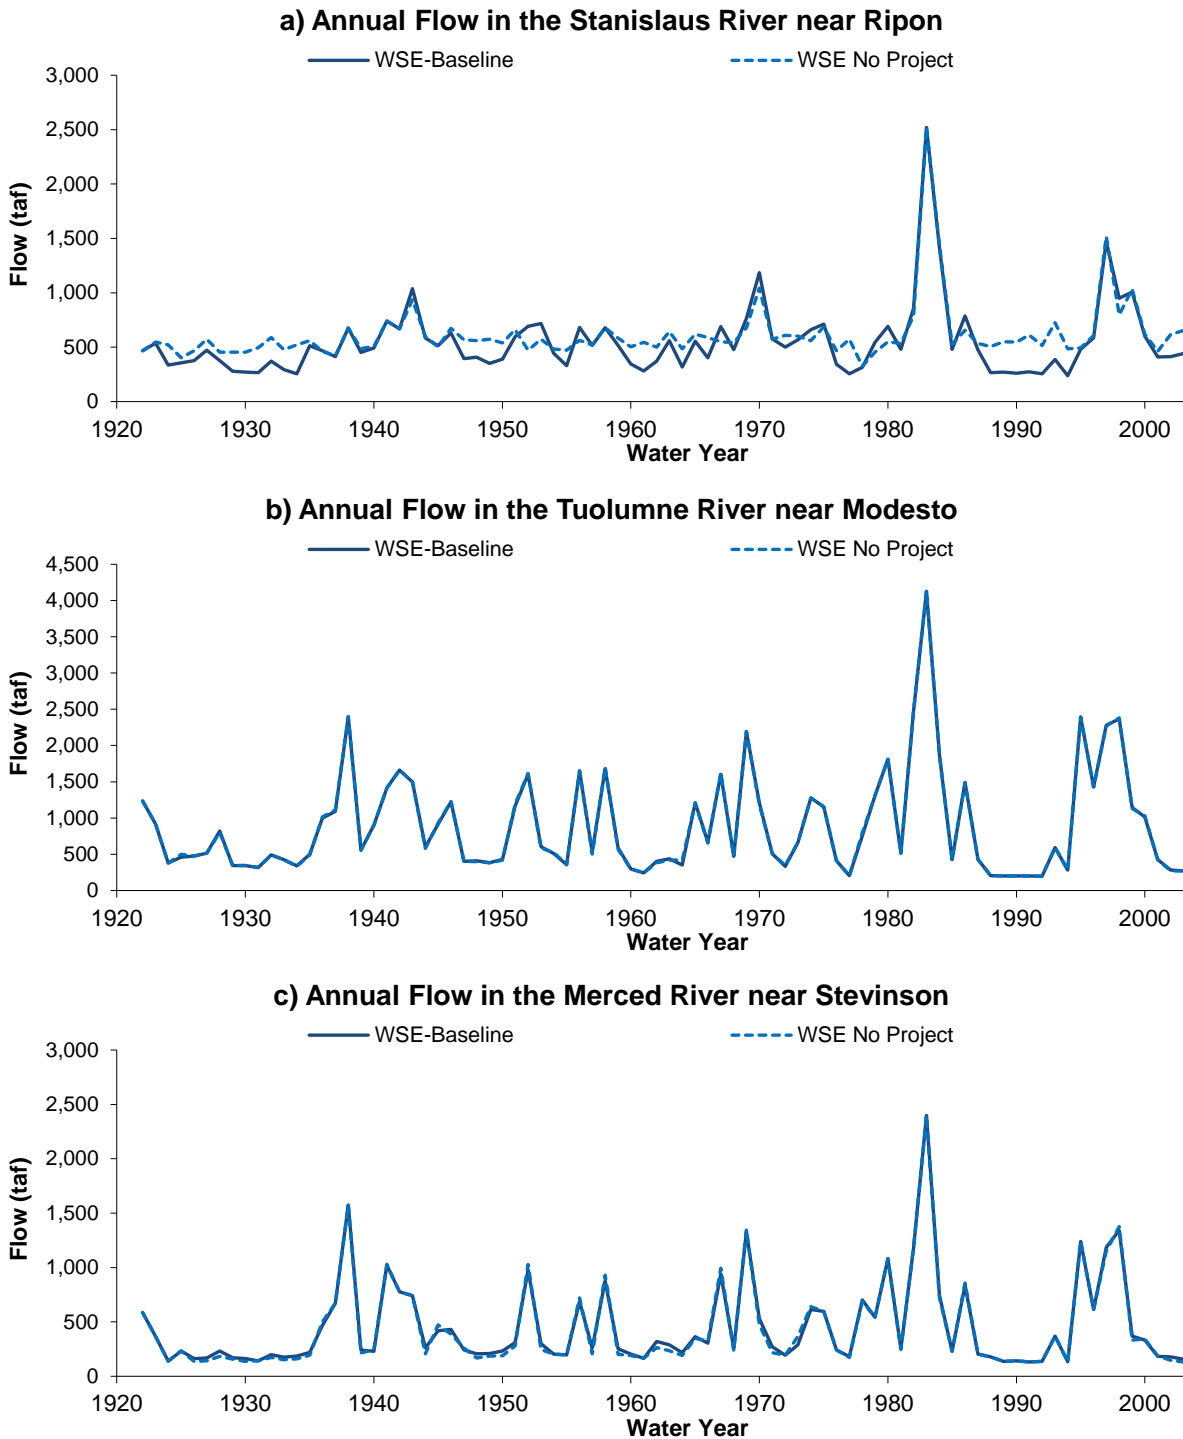 a) Annual Flow in the Stanislaus River near Ripon
WSE-Baseline WSE No Project
3,000
2,500
2,000
1,500
1,000
500
0
Flow (taf)
1920 1930 1940 1950 1960 1970 1980 1990 2000
Water Year
b) Annual Flow in the Tuolumne River near Modesto
WSE-Baseline WSE No Project
4,500
4,000
3,500
3,000
2,500
2,000
1,500
1,000
500
0
Flow (taf)
1920 1930 1940 1950 1960 1970 1980 1990 2000
Water Year
c) Annual Flow in the Merced River near Stevinson
WSE-Baseline WSE No Project
3,000
2,500
2,000
1,500
1,000
500
0
Flow (taf)
1920 1930 1940 1950 1960 1970 1980 1990 2000
Water Year